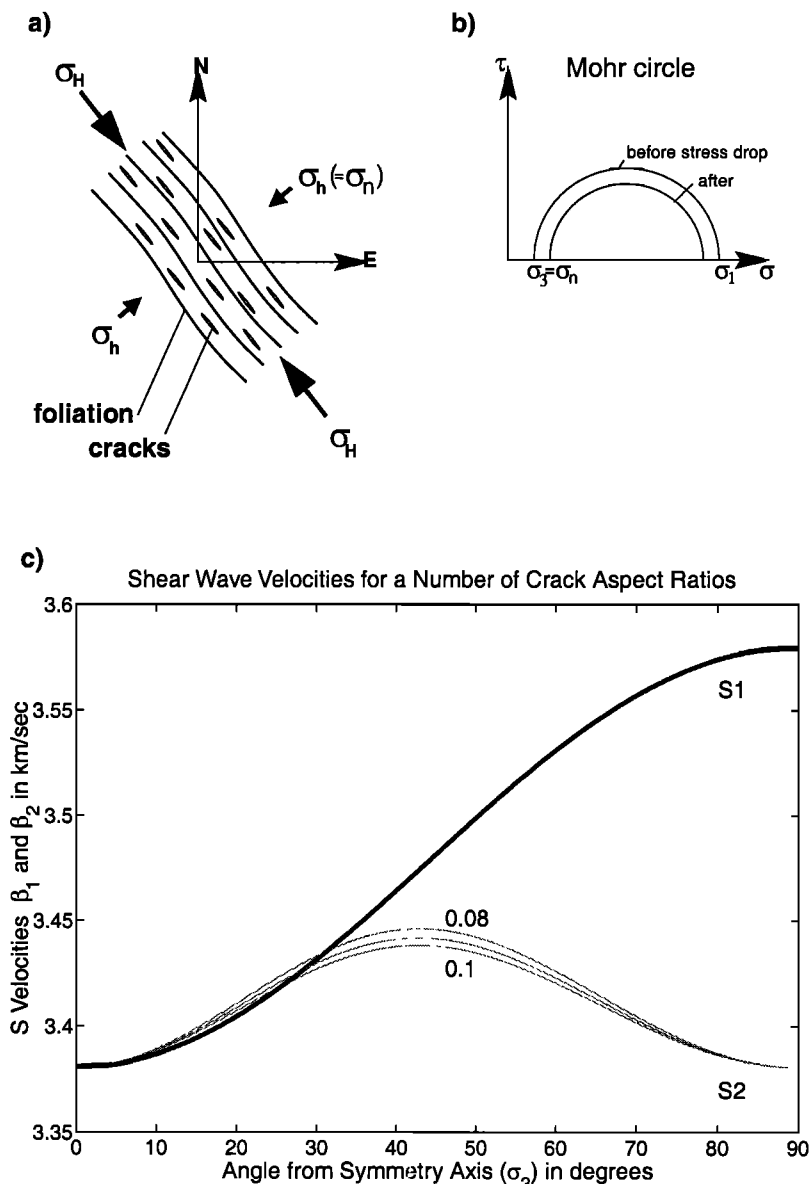 a)
N
σH
σh (=σn)
E
σh
foliation
cracks
σH
b)
τ
Mohr circle
before stress drop
after
σ3=σn
σ1
σ
c)
Shear Wave Velocities for a Number of Crack Aspect Ratios
S Velocities β1 and β2 in km/sec
3.6
3.55
3.5
3.45
3.4
3.35
S1
0.08
0.1
S2
0 10 20 30 40 50 60 70 80 90
Angle from Symmetry Axis (σ3) in degrees